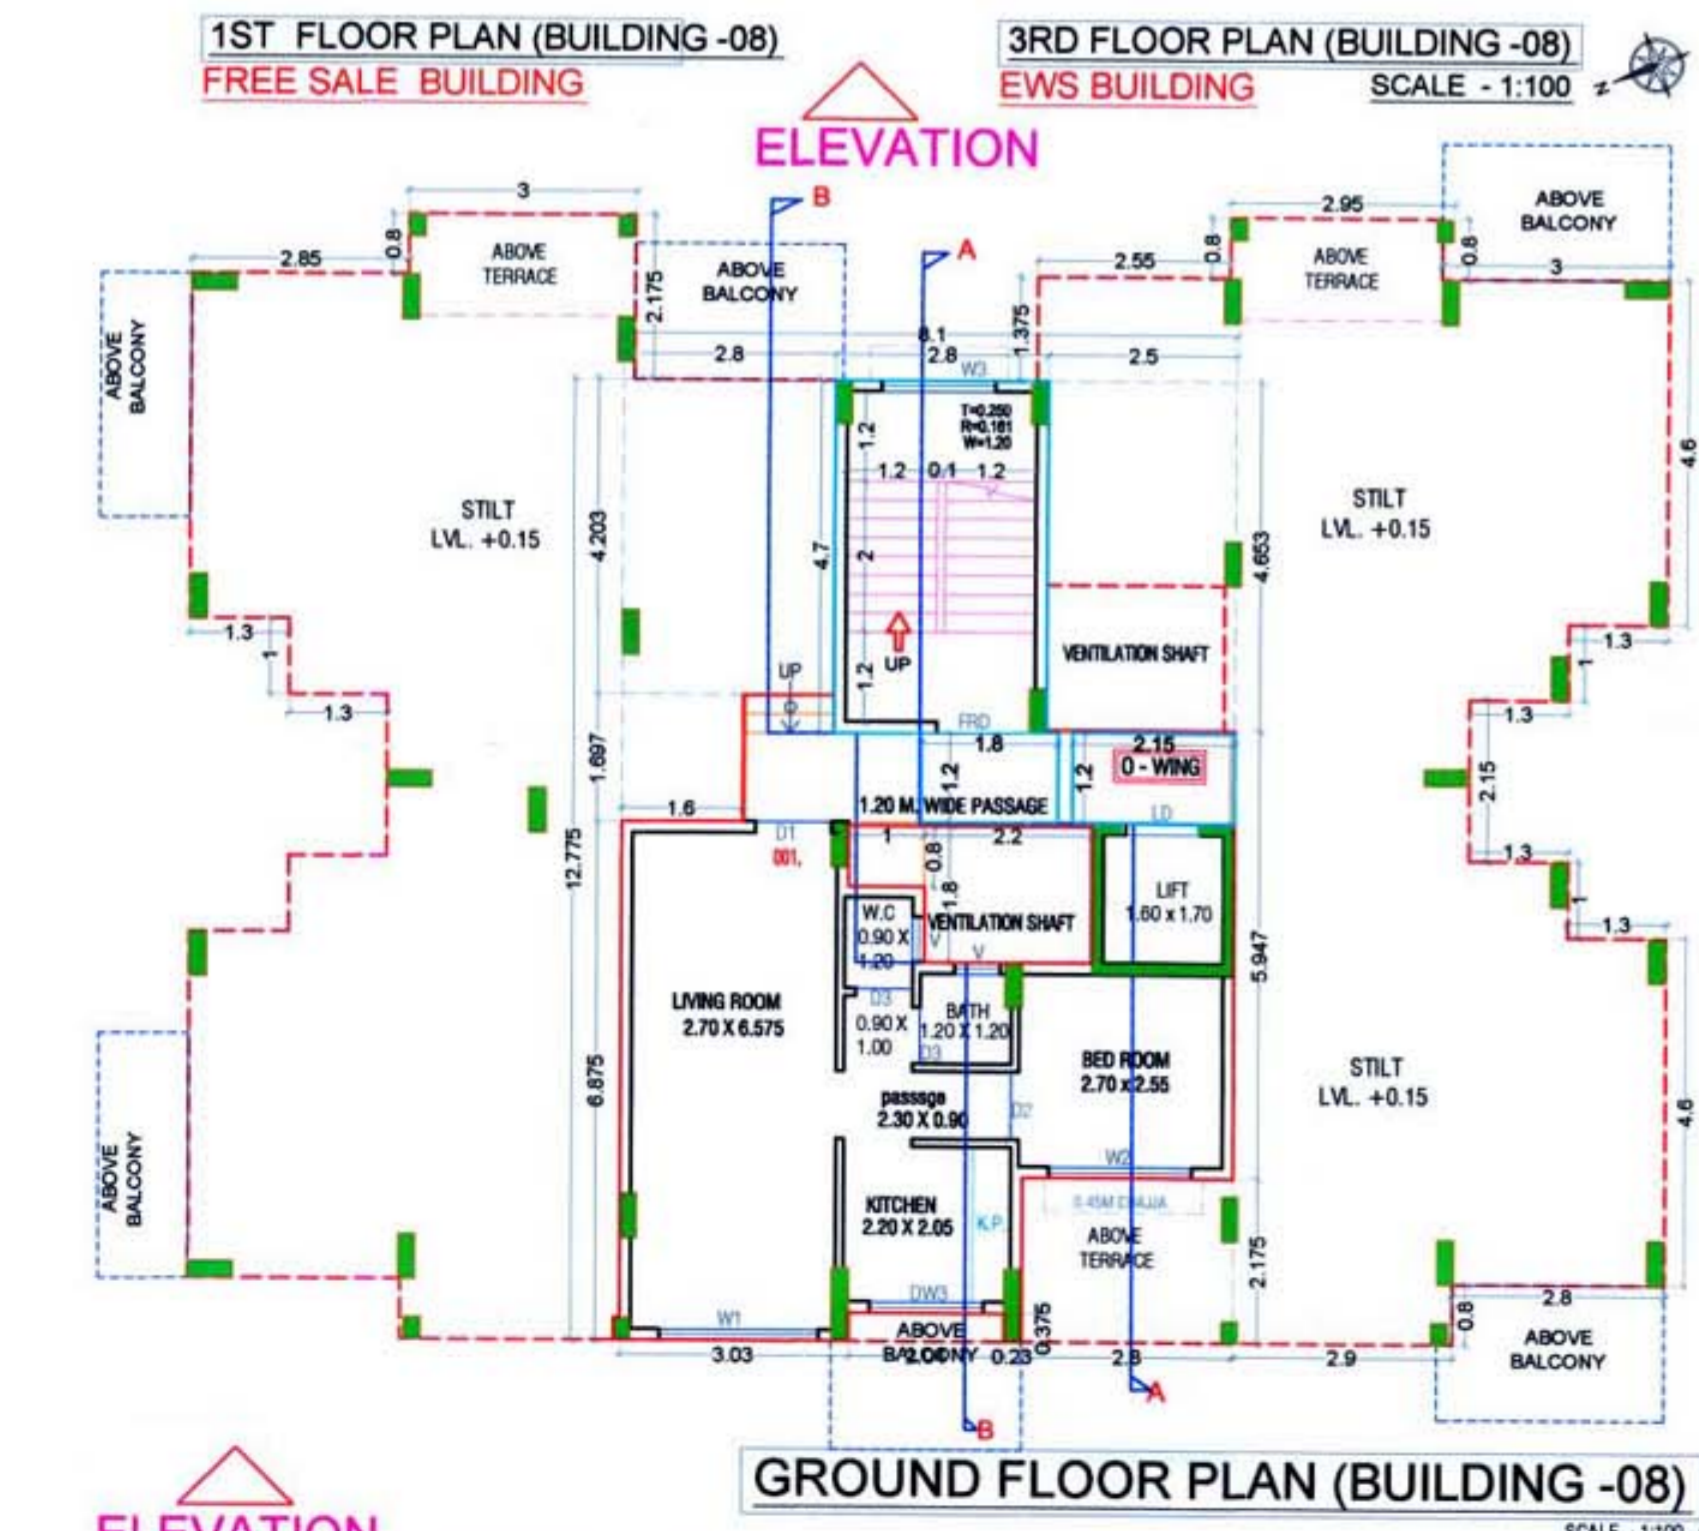 1ST FLOOR PLAN (BUILDING -08)
3RD FLOOR PLAN (BUILDING -08)
FREE SALE BUILDING
EWS BUILDING
SCALE - 1:100
Z
ELEVATION
B
A
3
2.95
ABOVE
BALCONY
2.85
0.8
ABOVE
TERRACE
2.175
ABOVE
BALCONY
2.55
0.8
ABOVE
TERRACE
0.8
3
ABOVE
BALCONY
8.1
1.375
2.8
2.8
2.5
W3
T=0.250
R=0.161
W=1.20
1.2
1.2
0.1
1.2
4.6
STILT
LVL. +0.15
STILT
LVL. +0.15
4.203
4.7
2
4.653
1.3
1
1.3
UP
UP
1.2
VENTILATION SHAFT
1.3
1
1.3
FRD
1.8
2.15
O - WING
1.697
1.2
1.2
2.15
1.6
1.20 M. WIDE PASSAGE
LD
D1
001.
1
2.2
0.8
1.8
12.775
1.3
1
1.3
LIFT
1.60 x 1.70
W.C
0.90 X
1.20
V
VENTILATION SHAFT
V
5.947
LIVING ROOM
2.70 X 6.575
D3
0.90 X
1.00
BATH
1.20 X 1.20
D3
BED ROOM
2.70 x 2.55
STILT
LVL. +0.15
6.875
passsge
2.30 X 0.90
D2
4.6
ABOVE
BALCONY
W2
KITCHEN
2.20 X 2.05
K.P
0.45M CHAJJA
ABOVE
TERRACE
2.175
DW3
W1
ABOVE
BALCONY
0.375
3.03
0.23
2.8
2.9
0.8
2.8
ABOVE
BALCONY
A
B
GROUND FLOOR PLAN (BUILDING -08)
ELEVATION
SCALE - 1:100